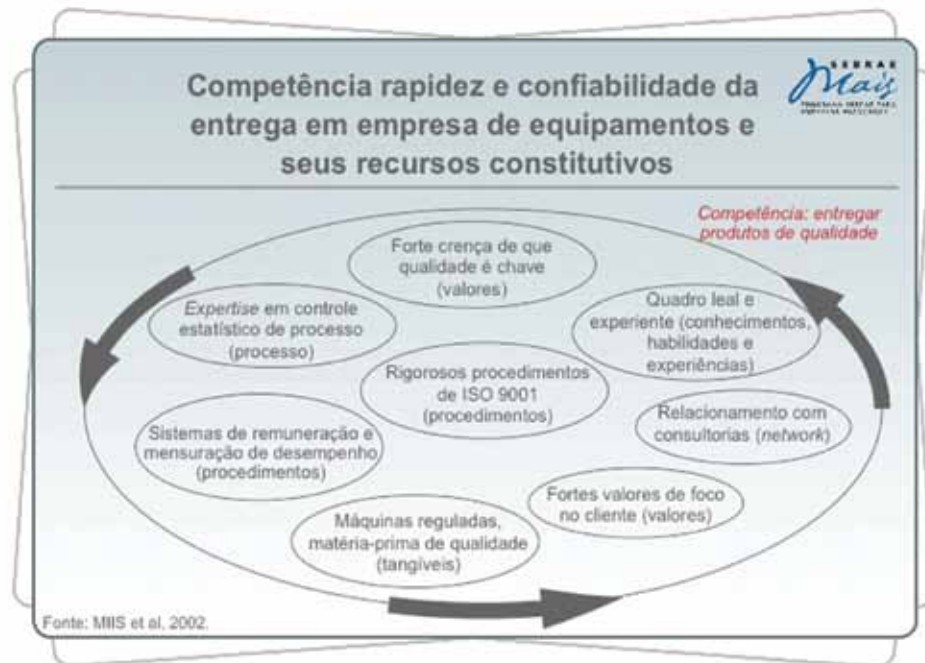 Competência rapidez e confiabilidade da
entrega em empresa de equipamentos e
seus recursos constitutivos
SEBRAE
Mais
Competência: entregar
produtos de qualidade
Forte crença de que
qualidade é chave
(valores)
Expertise em controle
estatístico de processo
(processo)
Quadro leal e
experiente (conhecimentos,
habilidades e
experiências)
Rigorosos procedimentos
de ISO 9001
(procedimentos)
Relacionamento com
consultorias (network)
Sistemas de remuneração e
mensuração de desempenho
(procedimentos)
Fortes valores de foco
no cliente (valores)
Máquinas reguladas,
matéria-prima de qualidade
(tangíveis)
Fonte: MIIS et al, 2002.